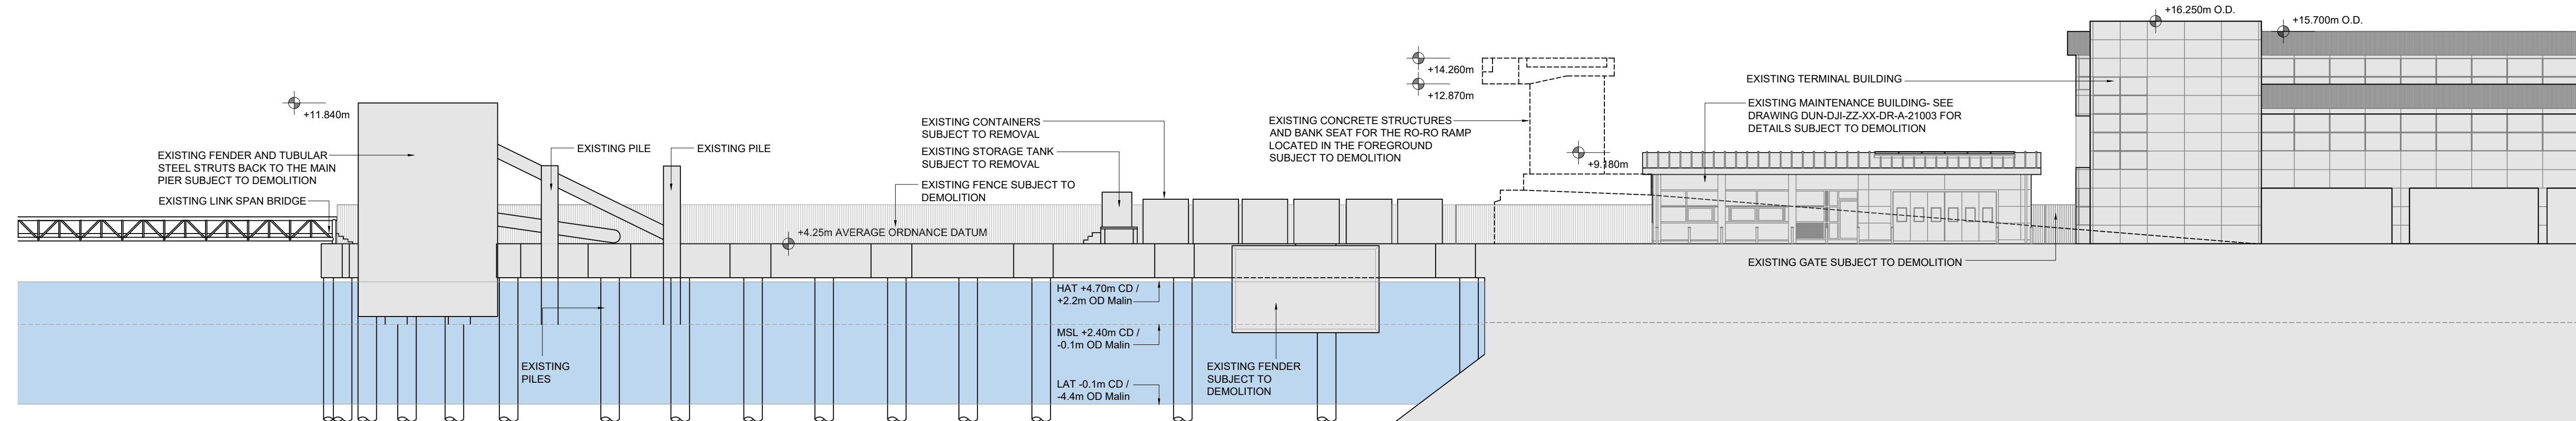 +16.250m O.D.
+15.700m O.D.
+14.260m
+12.870m
EXISTING TERMINAL BUILDING
EXISTING MAINTENANCE BUILDING- SEE
DRAWING DUN-DJI-ZZ-XX-DR-A-21003 FOR
DETAILS SUBJECT TO DEMOLITION
+11.840m
EXISTING CONTAINERS
SUBJECT TO REMOVAL
EXISTING CONCRETE STRUCTURES
AND BANK SEAT FOR THE RO-RO RAMP
LOCATED IN THE FOREGROUND
SUBJECT TO DEMOLITION
EXISTING FENDER AND TUBULAR
STEEL STRUTS BACK TO THE MAIN
PIER SUBJECT TO DEMOLITION
EXISTING PILE
EXISTING PILE
EXISTING STORAGE TANK
SUBJECT TO REMOVAL
+9.180m
EXISTING FENCE SUBJECT TO
DEMOLITION
EXISTING LINK SPAN BRIDGE
+4.25m AVERAGE ORDNANCE DATUM
EXISTING GATE SUBJECT TO DEMOLITION
HAT +4.70m CD /
+2.2m OD Malin
MSL +2.40m CD /
-0.1m OD Malin
EXISTING
PILES
EXISTING FENDER
SUBJECT TO
DEMOLITION
LAT -0.1m CD /
-4.4m OD Malin